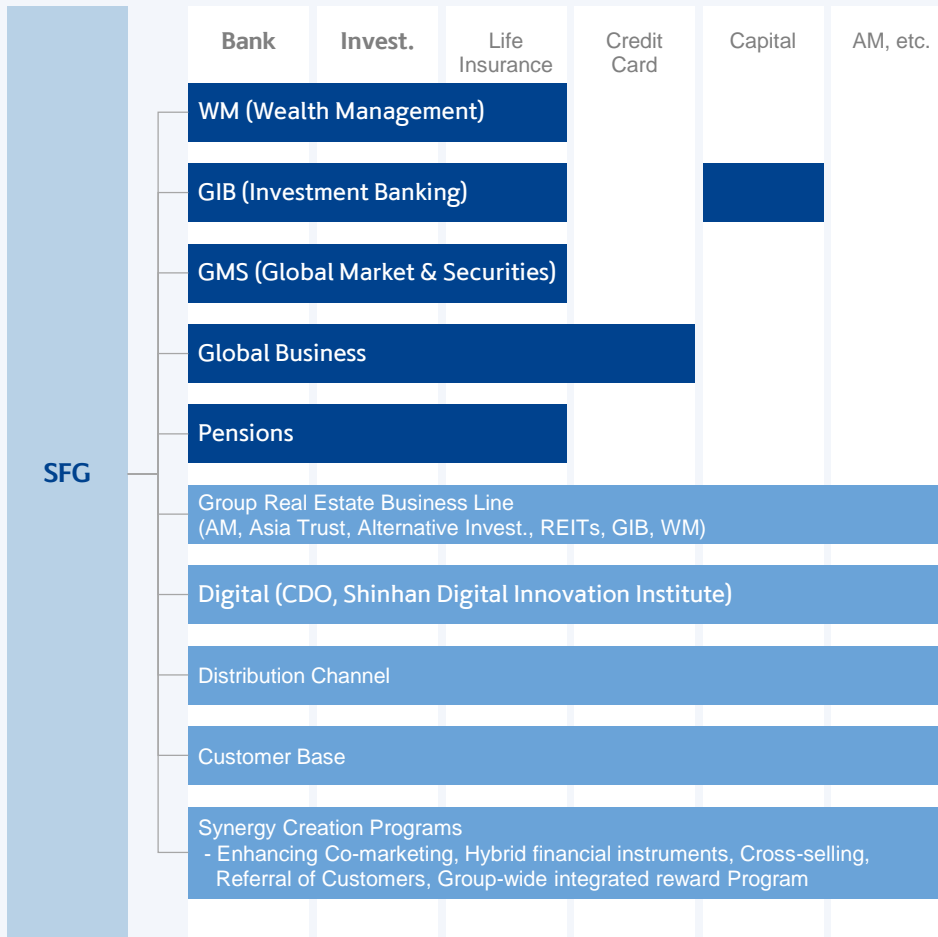 Bank Invest. Life Insurance Credit Card Capital AM, etc.
WM (Wealth Management)
GIB (Investment Banking)
GMS (Global Market & Securities)
Global Business
Pensions
SFG
Group Real Estate Business Line
(AM, Asia Trust, Alternative Invest., REITs, GIB, WM)
Digital (CDO, Shinhan Digital Innovation Institute)
Distribution Channel
Customer Base
Synergy Creation Programs
- Enhancing Co-marketing, Hybrid financial instruments, Cross-selling,
Referral of Customers, Group-wide integrated reward Program